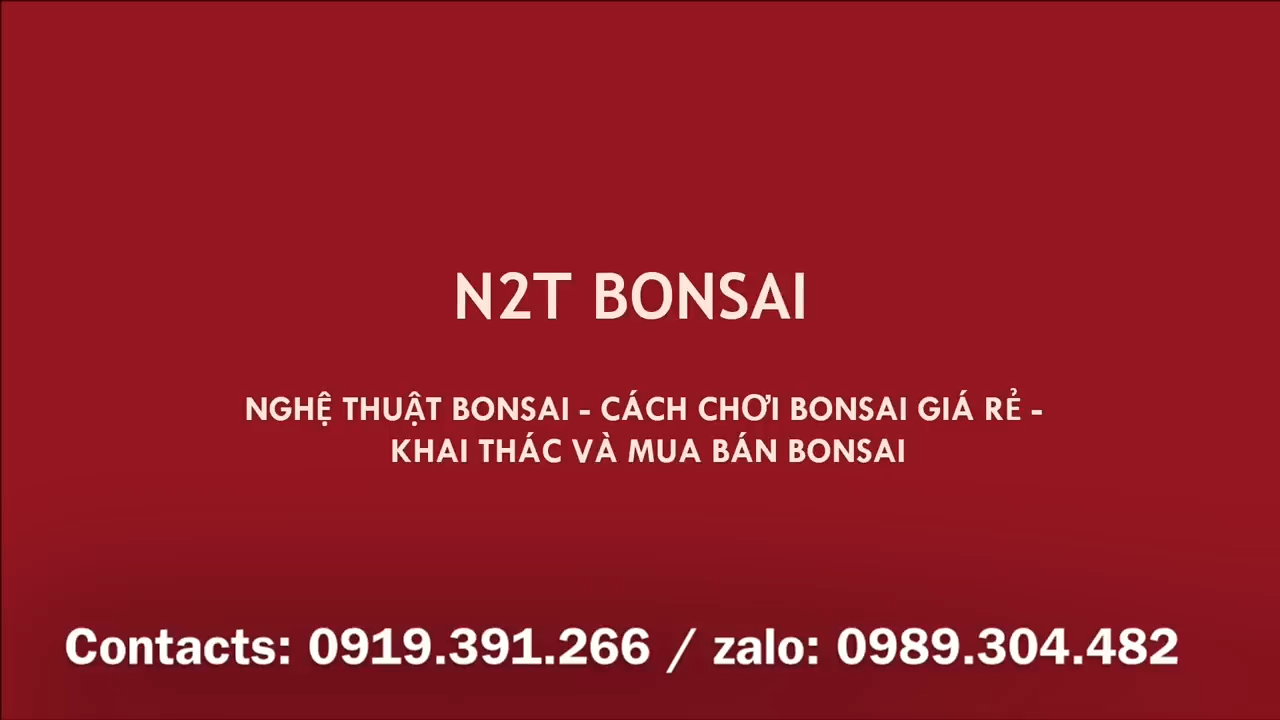 N2T BONSAI
NGHỆ THUẬT BONSAI - CÁCH CHƠI BONSAI GIÁ RẺ -
KHAI THÁC VÀ MUA BÁN BONSAI
Contacts: 0919.391.266 / zalo: 0989.304.482